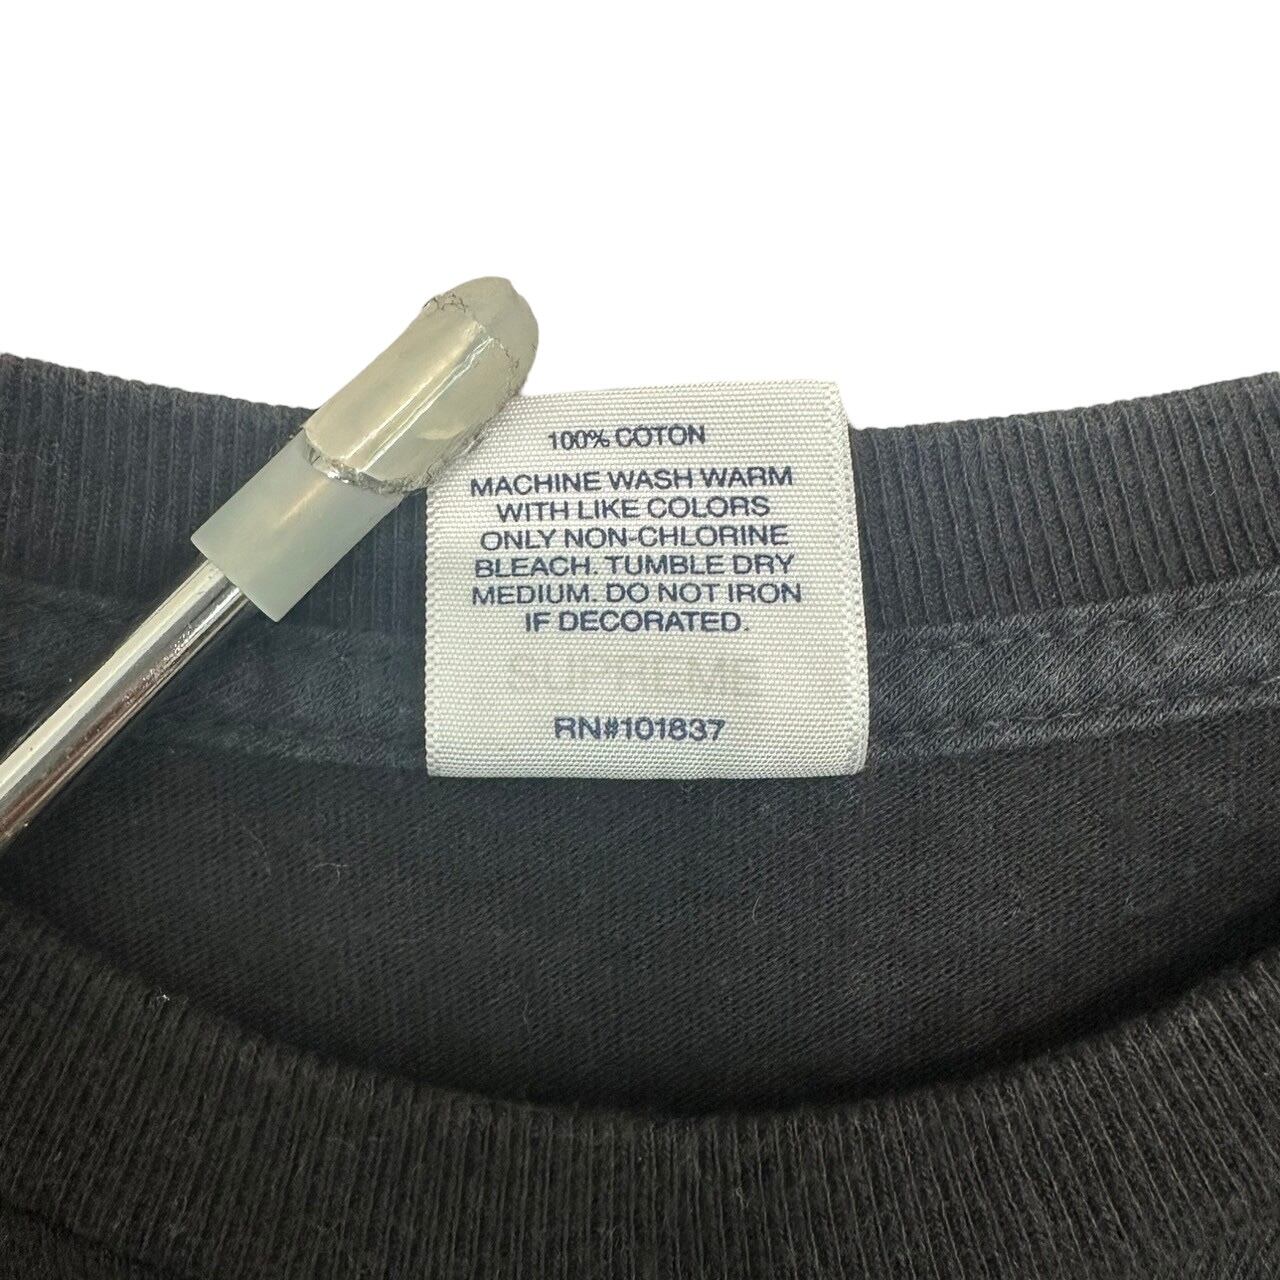 100% COTON
MACHINE WASH WARM
WITH LIKE COLORS
ONLY NON-CHLORINE
BLEACH. TUMBLE DRY
MEDIUM. DO NOT IRON
IF DECORATED.
RN#101837